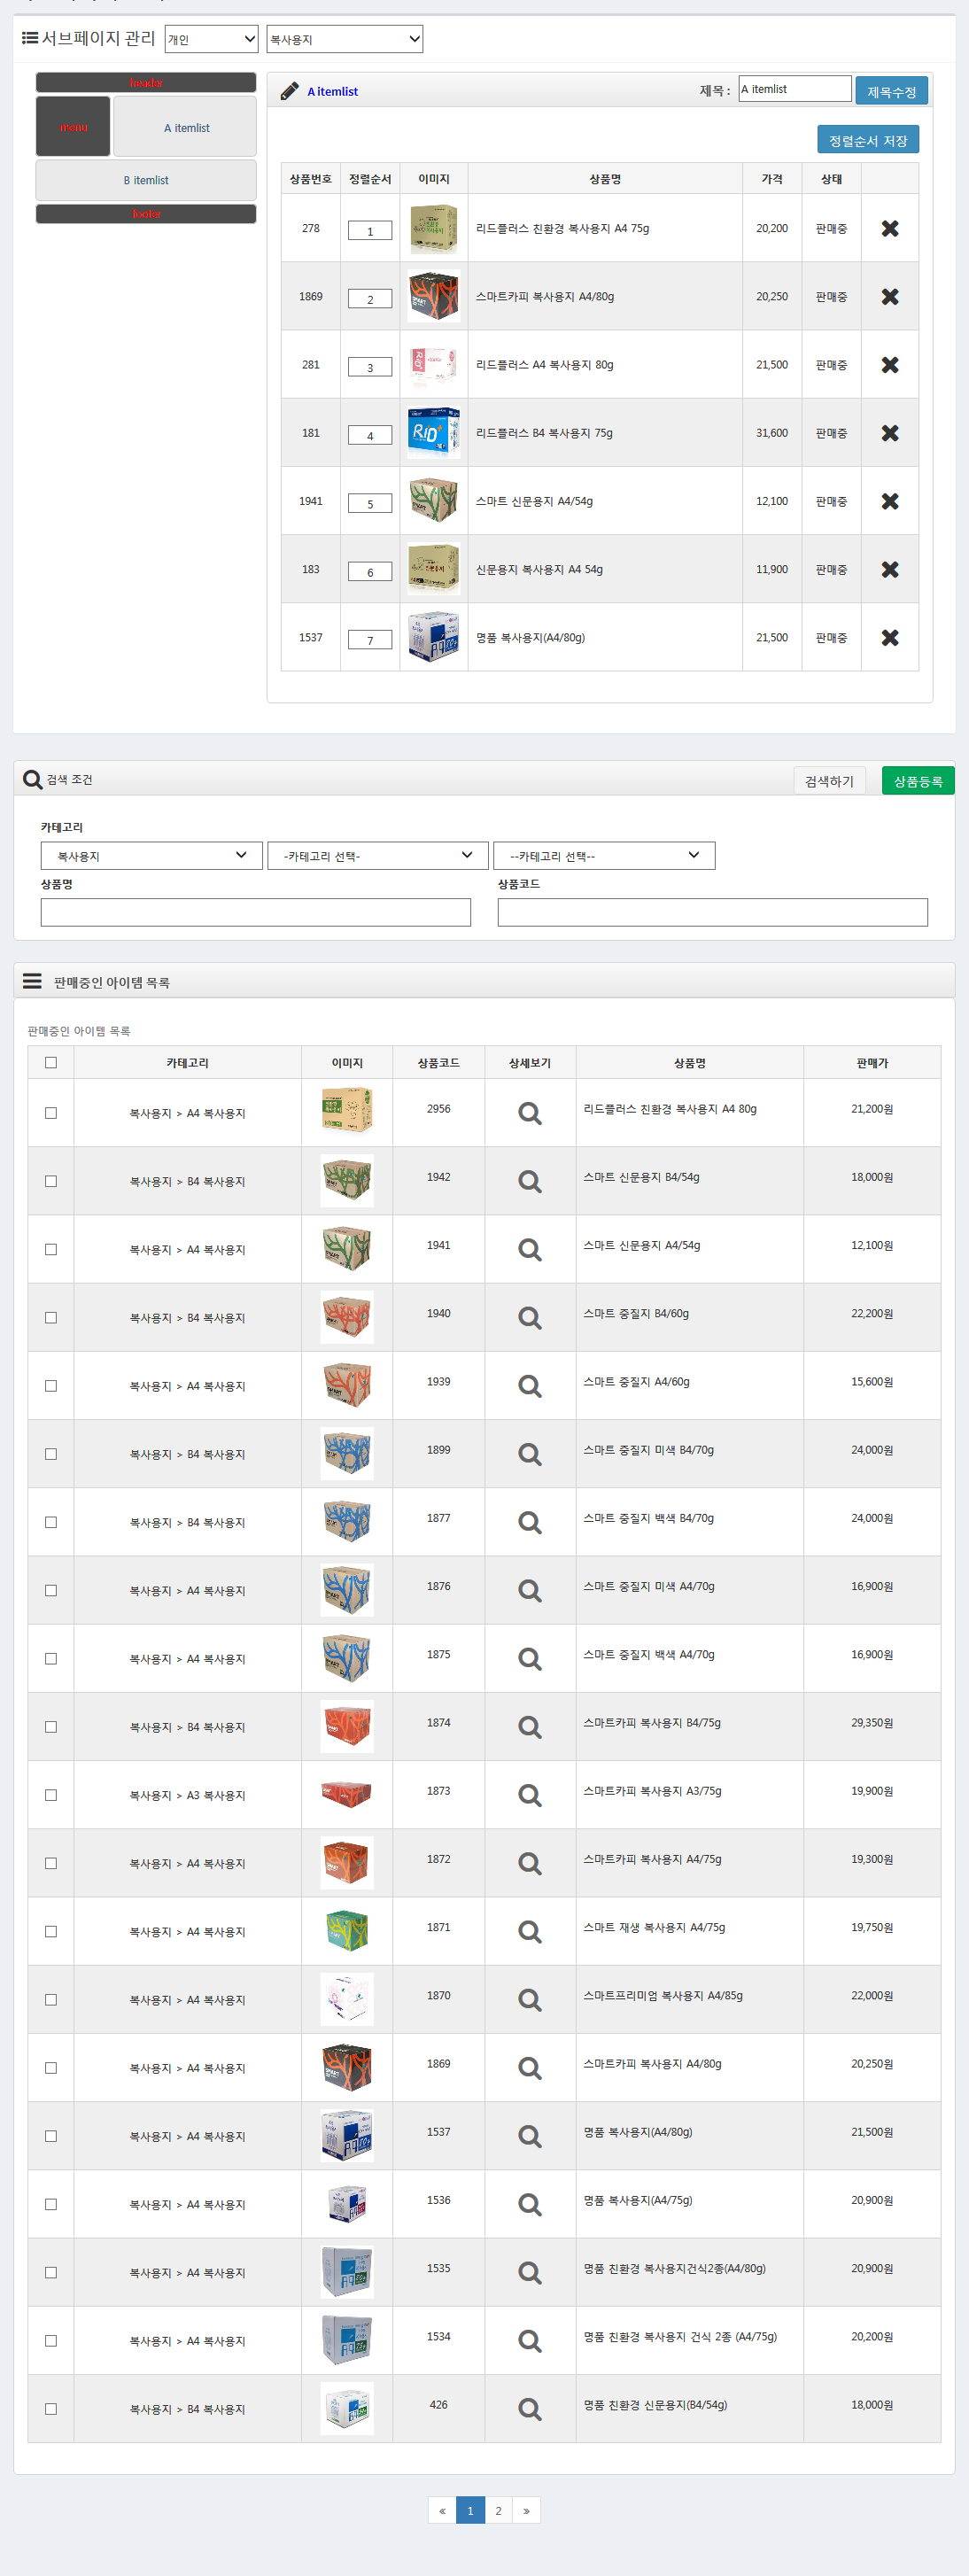 서브페이지 관리 개인 복사용지
header
menu A itemlist
B itemlist
footer
A itemlist 제목 : A itemlist 제목수정
정렬순서 저장
상품번호 정렬순서 이미지 상품명 가격 상태
278 1 리드플러스 친환경 복사용지 A4 75g 20,200 판매중
1869 2 스마트카피 복사용지 A4/80g 20,250 판매중
281 3 리드플러스 A4 복사용지 80g 21,500 판매중
181 4 리드플러스 B4 복사용지 75g 31,600 판매중
1941 5 스마트 신문용지 A4/54g 12,100 판매중
183 6 신문용지 복사용지 A4 54g 11,900 판매중
1537 7 명품 복사용지(A4/80g) 21,500 판매중
검색 조건 검색하기 상품등록
카테고리
복사용지 -카테고리 선택- --카테고리 선택--
상품명 상품코드
판매중인 아이템 목록
판매중인 아이템 목록
카테고리 이미지 상품코드 상세보기 상품명 판매가
복사용지 > A4 복사용지 2956 리드플러스 친환경 복사용지 A4 80g 21,200원
복사용지 > B4 복사용지 1942 스마트 신문용지 B4/54g 18,000원
복사용지 > A4 복사용지 1941 스마트 신문용지 A4/54g 12,100원
복사용지 > B4 복사용지 1940 스마트 중질지 B4/60g 22,200원
복사용지 > A4 복사용지 1939 스마트 중질지 A4/60g 15,600원
복사용지 > B4 복사용지 1899 스마트 중질지 미색 B4/70g 24,000원
복사용지 > B4 복사용지 1877 스마트 중질지 백색 B4/70g 24,000원
복사용지 > A4 복사용지 1876 스마트 중질지 미색 A4/70g 16,900원
복사용지 > A4 복사용지 1875 스마트 중질지 백색 A4/70g 16,900원
복사용지 > B4 복사용지 1874 스마트카피 복사용지 B4/75g 29,350원
복사용지 > A3 복사용지 1873 스마트카피 복사용지 A3/75g 19,900원
복사용지 > A4 복사용지 1872 스마트카피 복사용지 A4/75g 19,300원
복사용지 > A4 복사용지 1871 스마트 재생 복사용지 A4/75g 19,750원
복사용지 > A4 복사용지 1870 스마트프리미엄 복사용지 A4/85g 22,000원
복사용지 > A4 복사용지 1869 스마트카피 복사용지 A4/80g 20,250원
복사용지 > A4 복사용지 1537 명품 복사용지(A4/80g) 21,500원
복사용지 > A4 복사용지 1536 명품 복사용지(A4/75g) 20,900원
복사용지 > A4 복사용지 1535 명품 친환경 복사용지건식2종(A4/80g) 20,900원
복사용지 > A4 복사용지 1534 명품 친환경 복사용지 건식 2종 (A4/75g) 20,200원
복사용지 > B4 복사용지 426 명품 친환경 신문용지(B4/54g) 18,000원
« 1 2 »